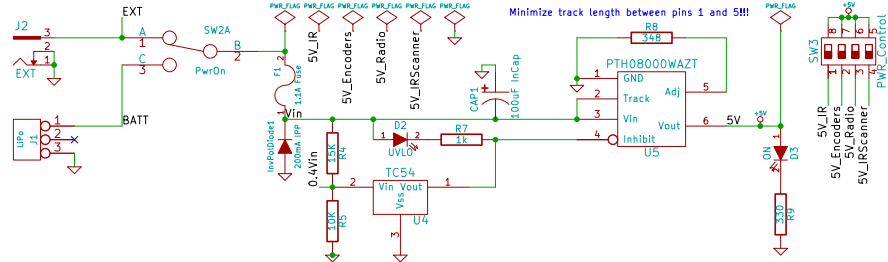 PWR_FLAG PWR_FLAG PWR_FLAG PWR_FLAG PWR_FLAG PWR_FLAG PWR_FLAG
Minimize track length between pins 1 and 5!!!
EXT
J2
3
2
1
EXT
A
1
C
3
SW2A
B
2
PwrOn
BATT
LiPo
J1
1
2
3
2
F1
1.1A Fuse
1
Vin
InvPolDiode1
200mA IPP
5V_IR
5V_Encoders
5V_Radio
5V_IRScanner
CAP1
100uF InCap
0.4Vin
15K
R4
10K
R5
D2
UVLO
1
2
R7
1k
TC54
2
Vin Vout
1
Vss
U4
3
R8
348
PTH08000WAZT
1
GND
2
Track
3
Vin
4
Inhibit
Adj
5
Vout
6
U5
5V
+5V
ON
D3
1
2
330
R9
+5V
SW3
8 7 6 5
1 2 3 4
PWR_Control
5V_IR
5V_Encoders
5V_Radio
5V_IRScanner